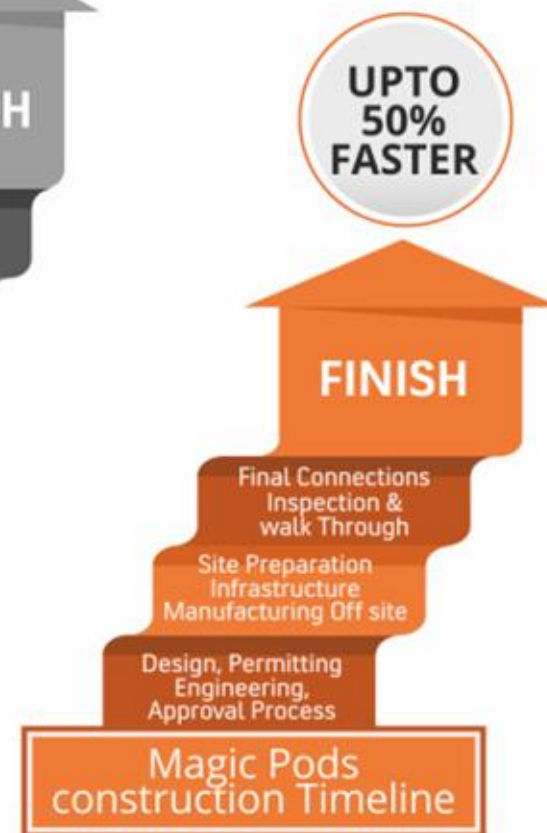 H
UPTO
50%
FASTER
FINISH
Final Connections
Inspection &
walk Through
Site Preparation
Infrastructure
Manufacturing Off site
Design, Permitting
Engineering,
Approval Process
Magic Pods
construction Timeline